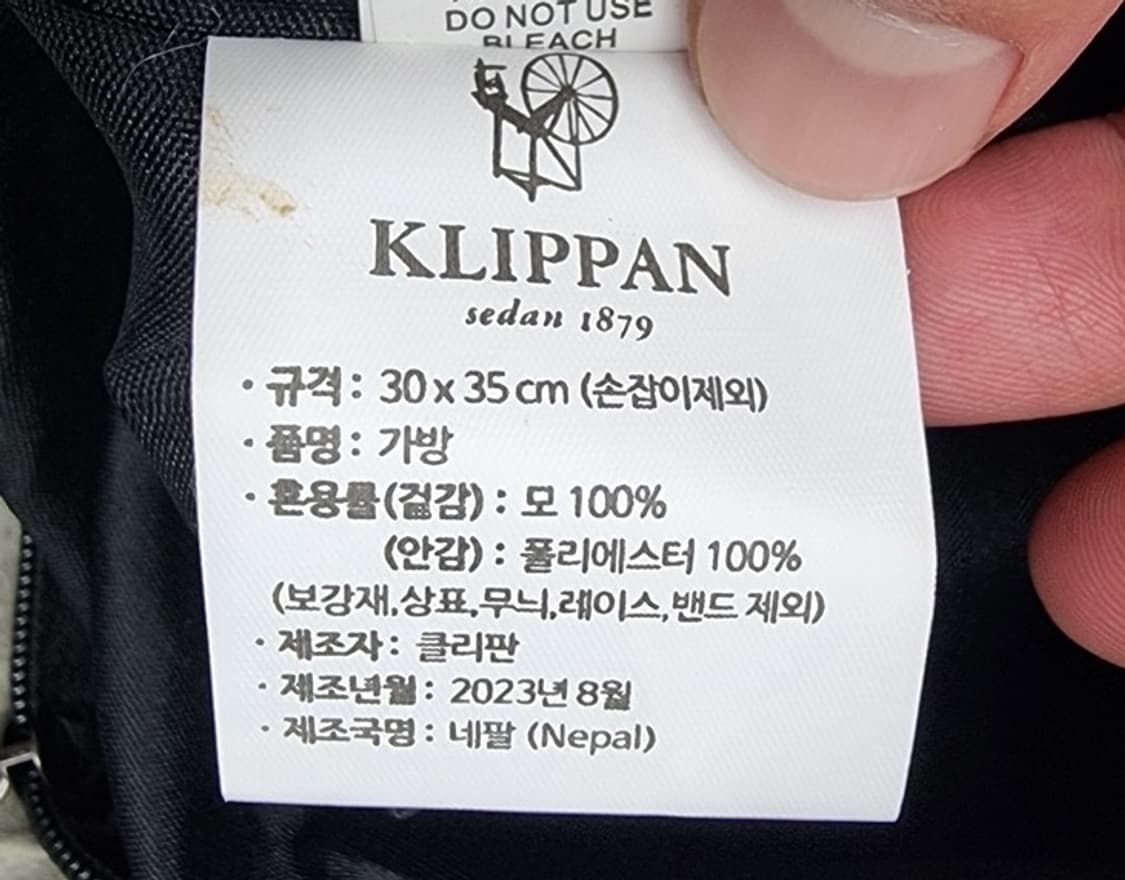 DO NOT USE
BLEACH
KLIPPAN
sedan 1879
· 규격 : 30 x 35 cm (손잡이제외)
· 품명 : 가방
· 혼용률(겉감) : 모 100%
(안감) : 폴리에스터 100%
(보강재,상표,무늬,레이스,밴드 제외)
· 제조자 : 클리판
· 제조년월 : 2023년 8월
· 제조국명 : 네팔 (Nepal)